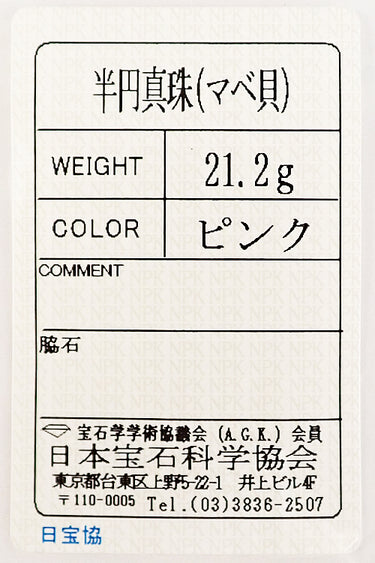 半円真珠(マベ貝)
WEIGHT 21.2g
COLOR ピンク
COMMENT
脇石
宝石学学術協議会 (A.G.K.) 会員
日本宝石科学協会
東京都台東区上野5-22-1 井上ビル4F
〒110-0005 Tel.(03)3836-2507
日宝協